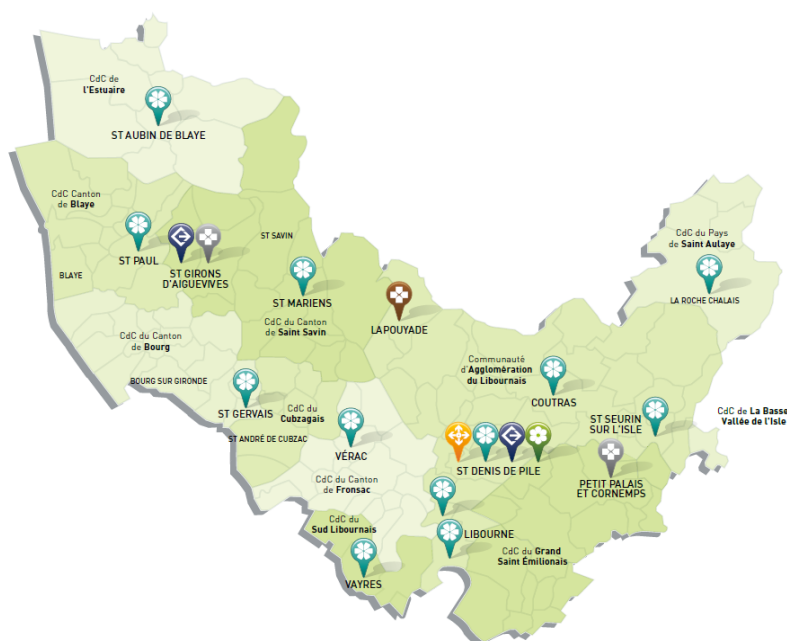 CdC de
l'Estuaire
ST AUBIN DE BLAYE
CdC Canton
de Blaye
ST PAUL
BLAYE
ST GIRONS
D'AIGUEVIVES
ST SAVIN
ST MARIENS
CdC du Canton
de Saint Savin
LAPOUYADE
CdC du Pays
de Saint Aulaye
LA ROCHE CHALAIS
CdC du Canton
de Bourg
BOURG SUR GIRONDE
ST GERVAIS
CdC du
Cubzagais
ST ANDRÉ DE CUBZAC
VÉRAC
Communauté
d'Agglomération
du Libournais
COUTRAS
ST SEURIN
SUR L'ISLE
CdC de La Basse
Vallée de l'Isle
ST DENIS DE PILE
PETIT PALAIS
ET CORNEMPS
CdC du Canton
de Fronsac
CdC du
Sud Libournais
LIBOURNE
VAYRES
CdC du Grand
Saint Émilionais